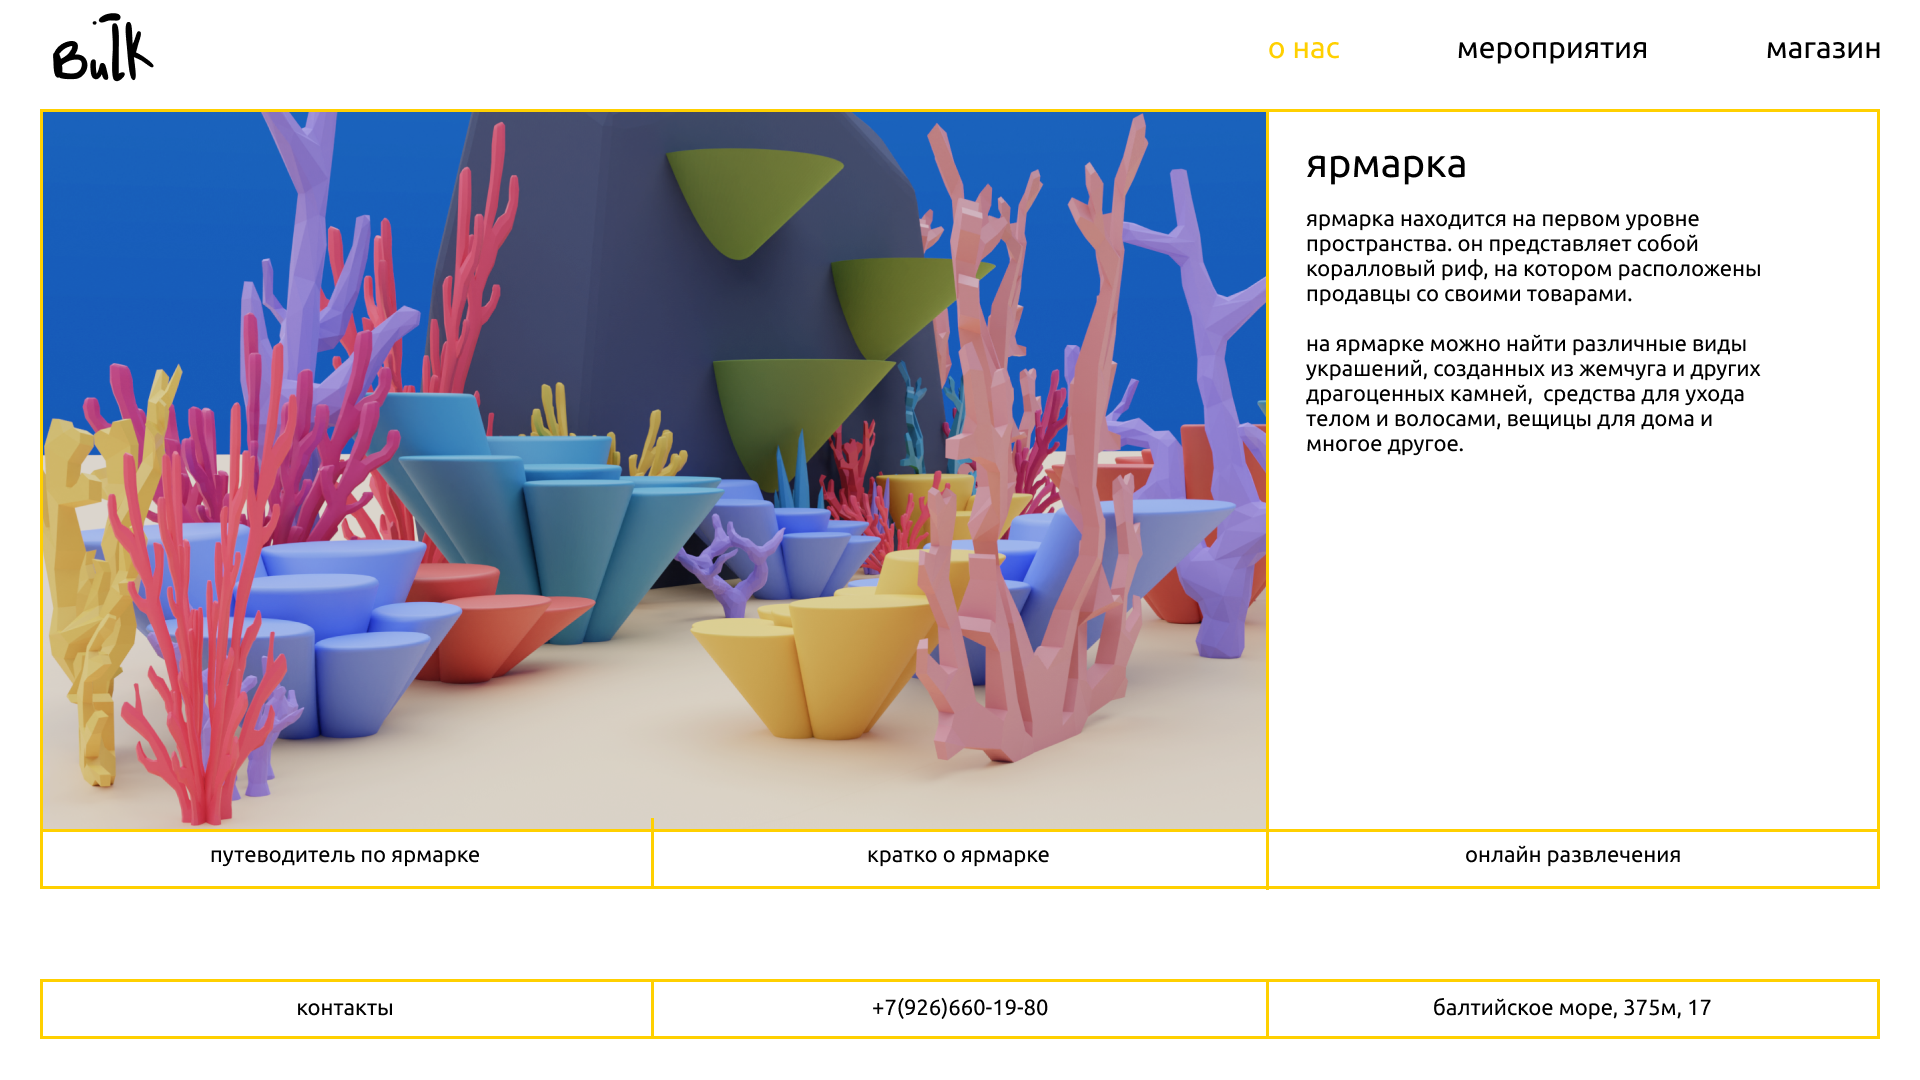 Bulk
о нас
мероприятия
магазин
ярмарка
ярмарка находится на первом уровне
пространства. он представляет собой
коралловый риф, на котором расположены
продавцы со своими товарами.
на ярмарке можно найти различные виды
украшений, созданных из жемчуга и других
драгоценных камней,  средства для ухода
телом и волосами, вещицы для дома и
многое другое.
путеводитель по ярмарке
кратко о ярмарке
онлайн развлечения
контакты
+7(926)660-19-80
балтийское море, 375м, 17